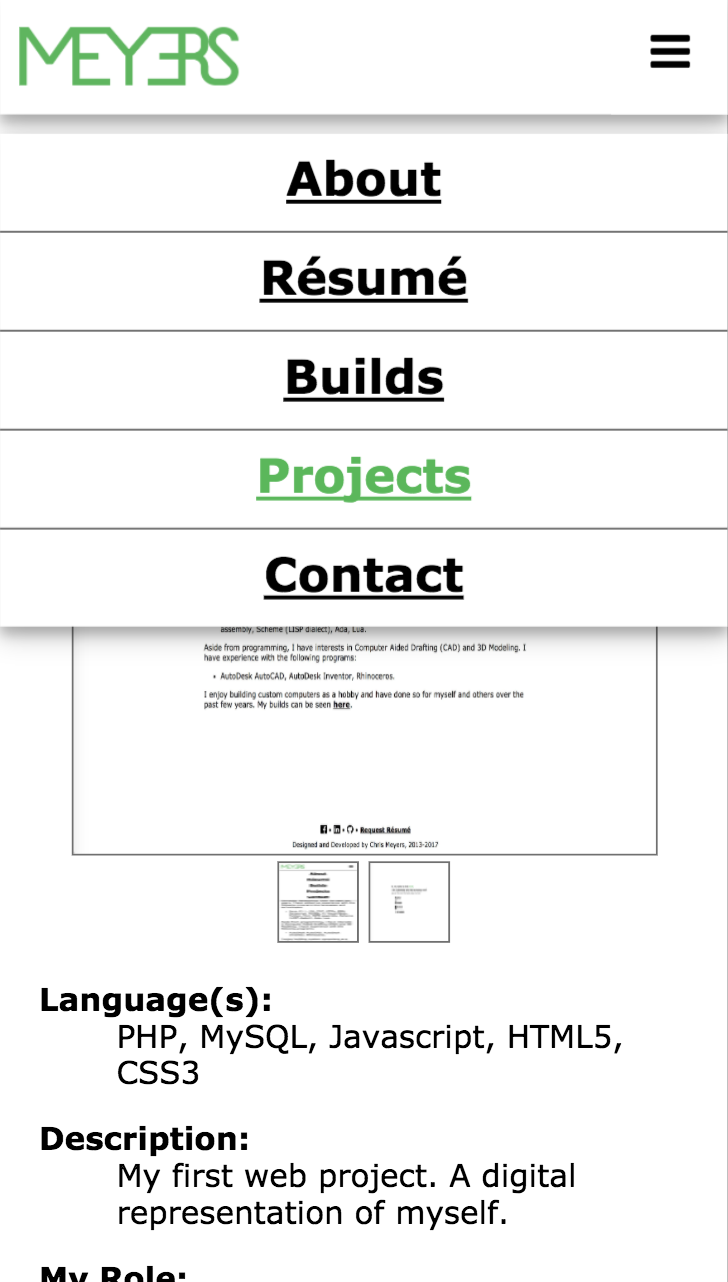 MEYERS
About
Résumé
Builds
Projects
Contact
assembly, Scheme (LISP dialect), Ada, Lua.
Aside from programming, I have interests in Computer Aided Drafting (CAD) and 3D Modeling. I
have experience with the following programs:
• AutoDesk AutoCAD, AutoDesk Inventor, Rhinoceros.
I enjoy building custom computers as a hobby and have done so for myself and others over the
past few years. My builds can be seen here.
• • • Request Résumé
Designed and Developed by Chris Meyers, 2013-2017
Language(s):
PHP, MySQL, Javascript, HTML5,
CSS3
Description:
My first web project. A digital
representation of myself.
My Role: